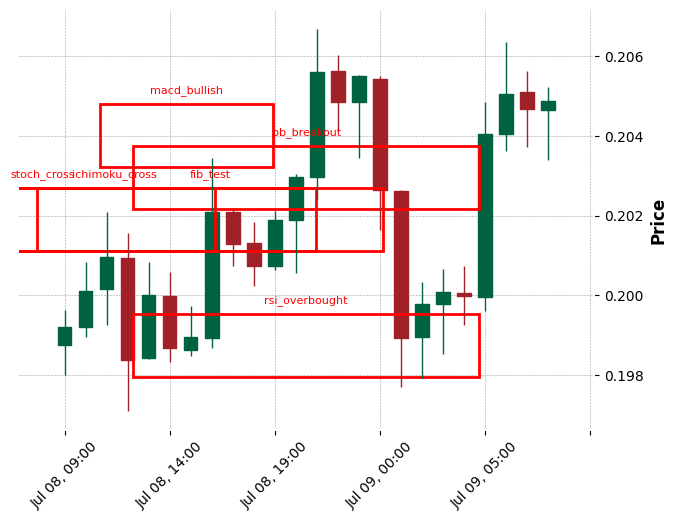 macd_bullish
bb_breakout
stoch_cross
ichimoku_cross
fib_test
rsi_overbought
0.206
0.204
0.202
0.200
0.198
Price
Jul 08, 09:00
Jul 08, 14:00
Jul 08, 19:00
Jul 09, 00:00
Jul 09, 05:00